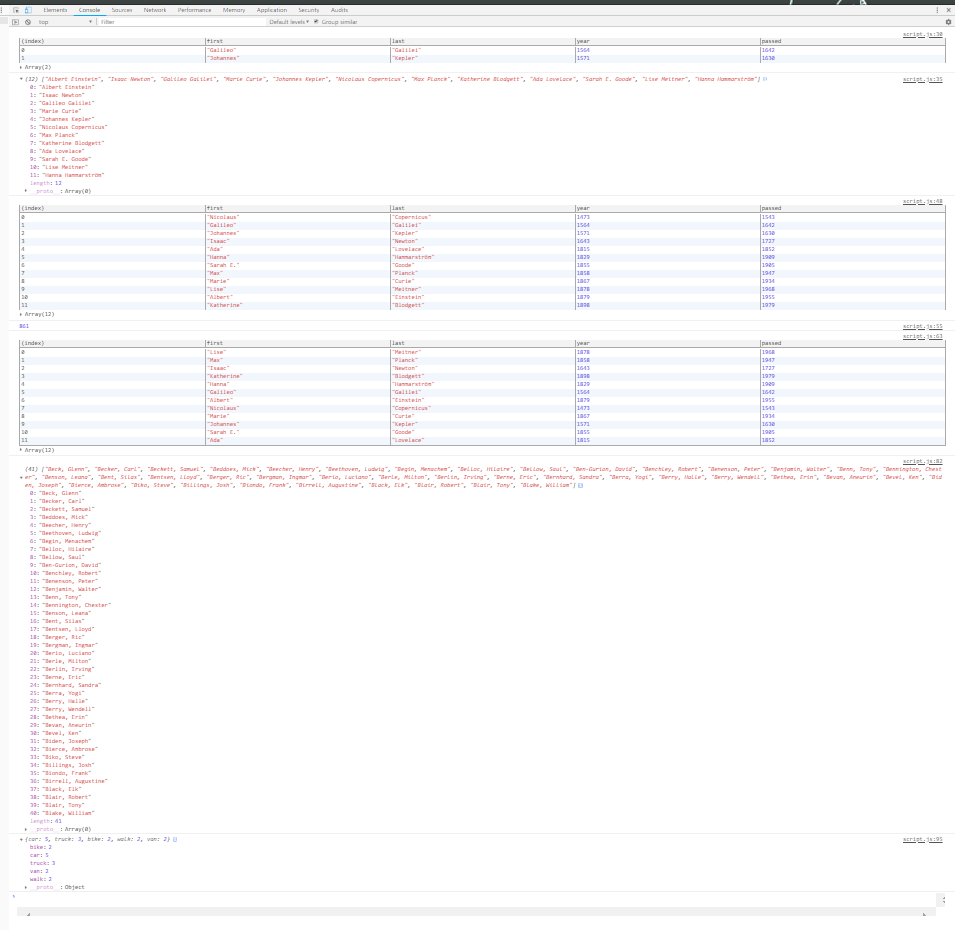 Elements Console Sources Network Performance Memory Application Security Audits
top Filter Default levels Group similar
script.js:30
(index) first last year passed
0 "Galileo" "Galilei" 1564 1642
1 "Johannes" "Kepler" 1571 1630
Array(2)
script.js:35
(12) ["Albert Einstein", "Isaac Newton", "Galileo Galilei", "Marie Curie", "Johannes Kepler", "Nicolaus Copernicus", "Max Planck", "Katherine Blodgett", "Ada Lovelace", "Sarah E. Goode", "Lise Meitner", "Hanna Hammarström"]
0: "Albert Einstein"
1: "Isaac Newton"
2: "Galileo Galilei"
3: "Marie Curie"
4: "Johannes Kepler"
5: "Nicolaus Copernicus"
6: "Max Planck"
7: "Katherine Blodgett"
8: "Ada Lovelace"
9: "Sarah E. Goode"
10: "Lise Meitner"
11: "Hanna Hammarström"
length: 12
__proto__: Array(0)
script.js:48
(index) first last year passed
0 "Nicolaus" "Copernicus" 1473 1543
1 "Galileo" "Galilei" 1564 1642
2 "Johannes" "Kepler" 1571 1630
3 "Isaac" "Newton" 1643 1727
4 "Ada" "Lovelace" 1815 1852
5 "Hanna" "Hammarström" 1829 1909
6 "Sarah E." "Goode" 1855 1905
7 "Max" "Planck" 1858 1947
8 "Marie" "Curie" 1867 1934
9 "Lise" "Meitner" 1878 1968
10 "Albert" "Einstein" 1879 1955
11 "Katherine" "Blodgett" 1898 1979
Array(12)
861 script.js:55
script.js:63
(index) first last year passed
0 "Lise" "Meitner" 1878 1968
1 "Max" "Planck" 1858 1947
2 "Isaac" "Newton" 1643 1727
3 "Katherine" "Blodgett" 1898 1979
4 "Hanna" "Hammarström" 1829 1909
5 "Galileo" "Galilei" 1564 1642
6 "Albert" "Einstein" 1879 1955
7 "Nicolaus" "Copernicus" 1473 1543
8 "Marie" "Curie" 1867 1934
9 "Johannes" "Kepler" 1571 1630
10 "Sarah E." "Goode" 1855 1905
11 "Ada" "Lovelace" 1815 1852
Array(12)
script.js:82
(41) ["Beck, Glenn", "Becker, Carl", "Beckett, Samuel", "Beddoes, Mick", "Beecher, Henry", "Beethoven, Ludwig", "Begin, Menachem", "Belloc, Hilaire", "Bellow, Saul", "Ben-Gurion, David", "Benchley, Robert", "Benenson, Peter", "Benjamin, Walter", "Benn, Tony", "Bennington, Chest
er", "Benson, Leana", "Bent, Silas", "Bentsen, Lloyd", "Berger, Ric", "Bergman, Ingmar", "Berio, Luciano", "Berle, Milton", "Berlin, Irving", "Berne, Eric", "Bernhard, Sandra", "Berra, Yogi", "Berry, Halle", "Berry, Wendell", "Bethea, Erin", "Bevan, Aneurin", "Bevel, Ken", "Bid
en, Joseph", "Bierce, Ambrose", "Biko, Steve", "Billings, Josh", "Biondo, Frank", "Birrell, Augustine", "Black, Elk", "Blair, Robert", "Blair, Tony", "Blake, William"]
0: "Beck, Glenn"
1: "Becker, Carl"
2: "Beckett, Samuel"
3: "Beddoes, Mick"
4: "Beecher, Henry"
5: "Beethoven, Ludwig"
6: "Begin, Menachem"
7: "Belloc, Hilaire"
8: "Bellow, Saul"
9: "Ben-Gurion, David"
10: "Benchley, Robert"
11: "Benenson, Peter"
12: "Benjamin, Walter"
13: "Benn, Tony"
14: "Bennington, Chester"
15: "Benson, Leana"
16: "Bent, Silas"
17: "Bentsen, Lloyd"
18: "Berger, Ric"
19: "Bergman, Ingmar"
20: "Berio, Luciano"
21: "Berle, Milton"
22: "Berlin, Irving"
23: "Berne, Eric"
24: "Bernhard, Sandra"
25: "Berra, Yogi"
26: "Berry, Halle"
27: "Berry, Wendell"
28: "Bethea, Erin"
29: "Bevan, Aneurin"
30: "Bevel, Ken"
31: "Biden, Joseph"
32: "Bierce, Ambrose"
33: "Biko, Steve"
34: "Billings, Josh"
35: "Biondo, Frank"
36: "Birrell, Augustine"
37: "Black, Elk"
38: "Blair, Robert"
39: "Blair, Tony"
40: "Blake, William"
length: 41
__proto__: Array(0)
{car: 5, truck: 3, bike: 2, walk: 2, van: 2} script.js:95
bike: 2
car: 5
truck: 3
van: 2
walk: 2
__proto__: Object